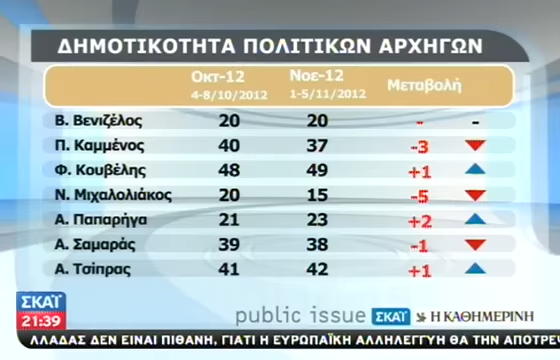 ΔΗΜΟΤΙΚΟΤΗΤΑ ΠΟΛΙΤΙΚΩΝ ΑΡΧΗΓΩΝ
Οκτ-12 Νοε-12 Μεταβολή
4-8/10/2012 1-5/11/2012
Β. Βενιζέλος 20 20 - -
Π. Καμμένος 40 37 -3
Φ. Κουβέλης 48 49 +1
Ν. Μιχαλολιάκος 20 15 -5
Α. Παπαρήγα 21 23 +2
Α. Σαμαράς 39 38 -1
Α. Τσίπρας 41 42 +1
public issue ΣΚΑΪ Η ΚΑΘΗΜΕΡΙΝΗ
ΣΚΑΪ
21:39
ΛΛΑΔΑΣ ΔΕΝ ΕΙΝΑΙ ΠΙΘΑΝΗ, ΓΙΑΤΙ Η ΕΥΡΩΠΑΪΚΗ ΑΛΛΗΛΕΓΓΥΗ ΘΑ ΤΗΝ ΑΠΟΤΡΕ